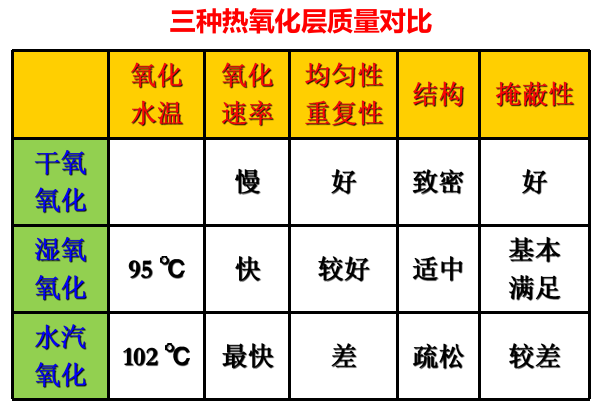 三种热氧化层质量对比
氧化 氧化 均匀性 结构 掩蔽性
水温 速率 重复性
干氧 慢 好 致密 好
氧化
湿氧 95 ℃ 快 较好 适中 基本
氧化 满足
水汽 102 ℃ 最快 差 疏松 较差
氧化